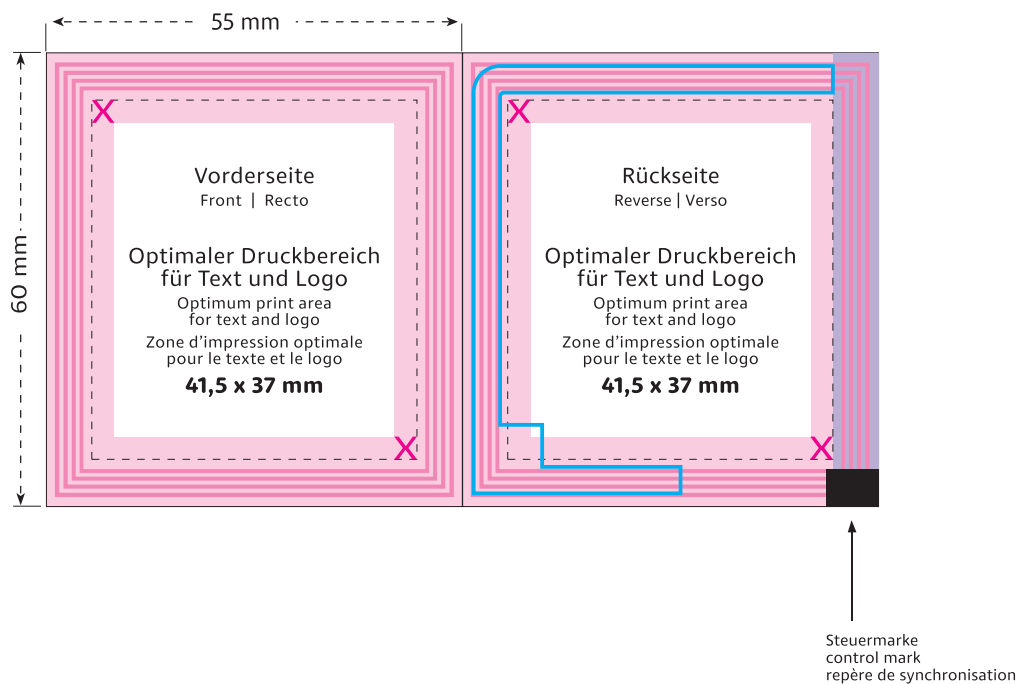 55 mm
60 mm
X
Vorderseite
Front | Recto
Optimaler Druckbereich
für Text und Logo
Optimum print area
for text and logo
Zone d’impression optimale
pour le texte et le logo
41,5 x 37 mm
X
X
Rückseite
Reverse | Verso
Optimaler Druckbereich
für Text und Logo
Optimum print area
for text and logo
Zone d’impression optimale
pour le texte et le logo
41,5 x 37 mm
X
Steuermarke
control mark
repère de synchronisation